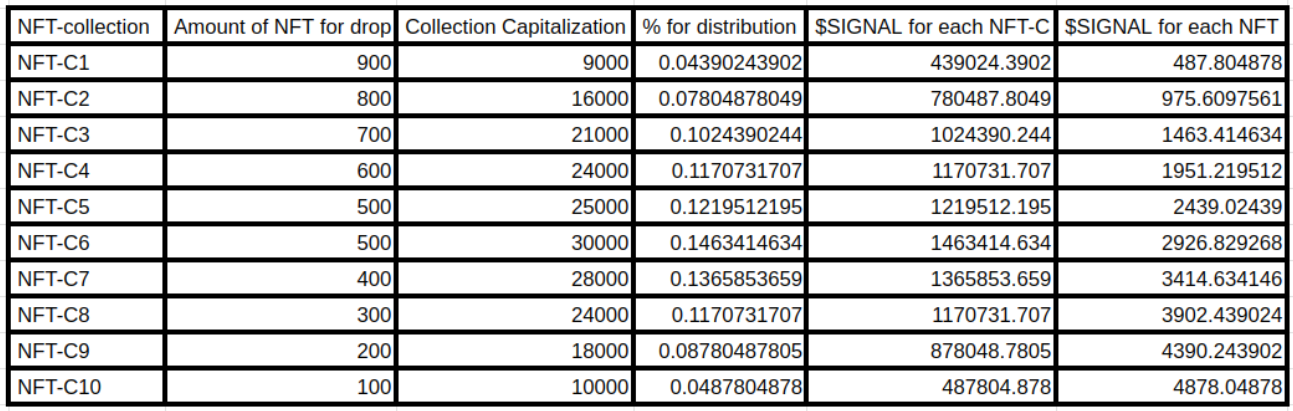 NFT-collection Amount of NFT for drop Collection Capitalization % for distribution $SIGNAL for each NFT-C $SIGNAL for each NFT
NFT-C1 900 9000 0.04390243902 439024.3902 487.804878
NFT-C2 800 16000 0.07804878049 780487.8049 975.6097561
NFT-C3 700 21000 0.1024390244 1024390.244 1463.414634
NFT-C4 600 24000 0.1170731707 1170731.707 1951.219512
NFT-C5 500 25000 0.1219512195 1219512.195 2439.02439
NFT-C6 500 30000 0.1463414634 1463414.634 2926.829268
NFT-C7 400 28000 0.1365853659 1365853.659 3414.634146
NFT-C8 300 24000 0.1170731707 1170731.707 3902.439024
NFT-C9 200 18000 0.08780487805 878048.7805 4390.243902
NFT-C10 100 10000 0.0487804878 487804.878 4878.04878